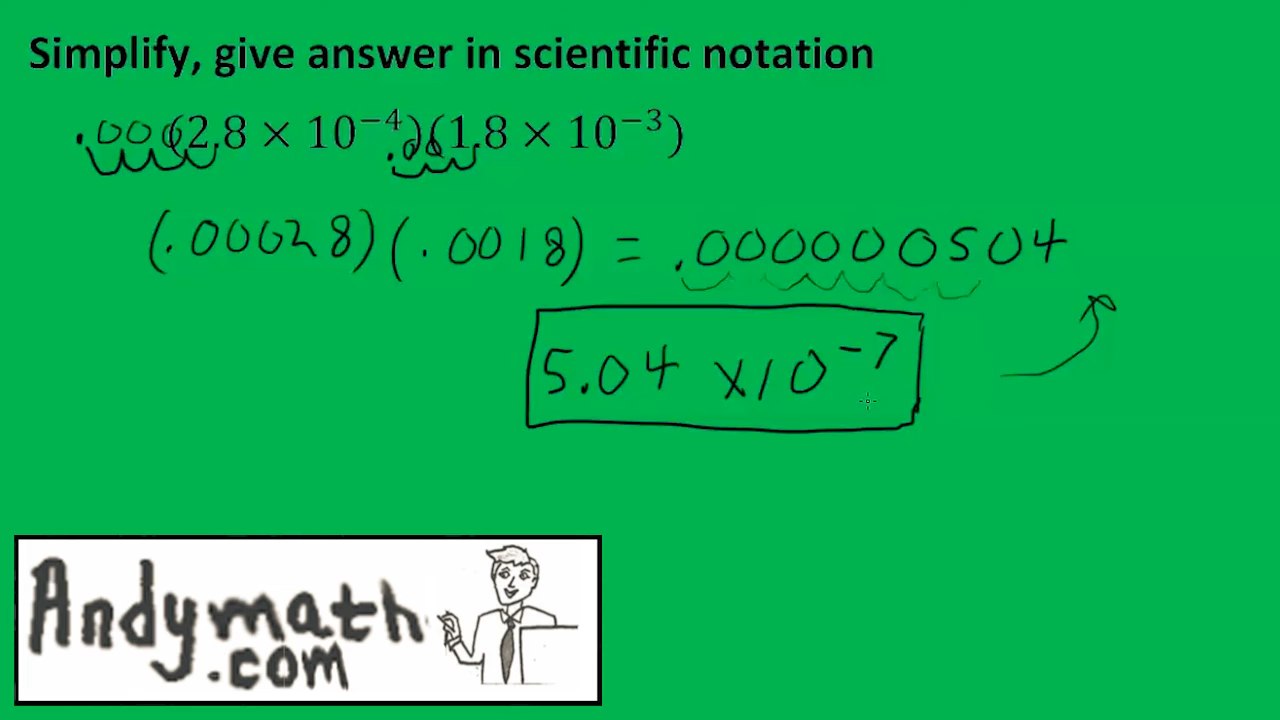 Simplify, give answer in scientific notation
.000(2.8 × 10⁻⁴)(1.8 × 10⁻³)
.00
(.00028)(.0018) = .000000504
5.04 x10⁻⁷
Andymath
.com